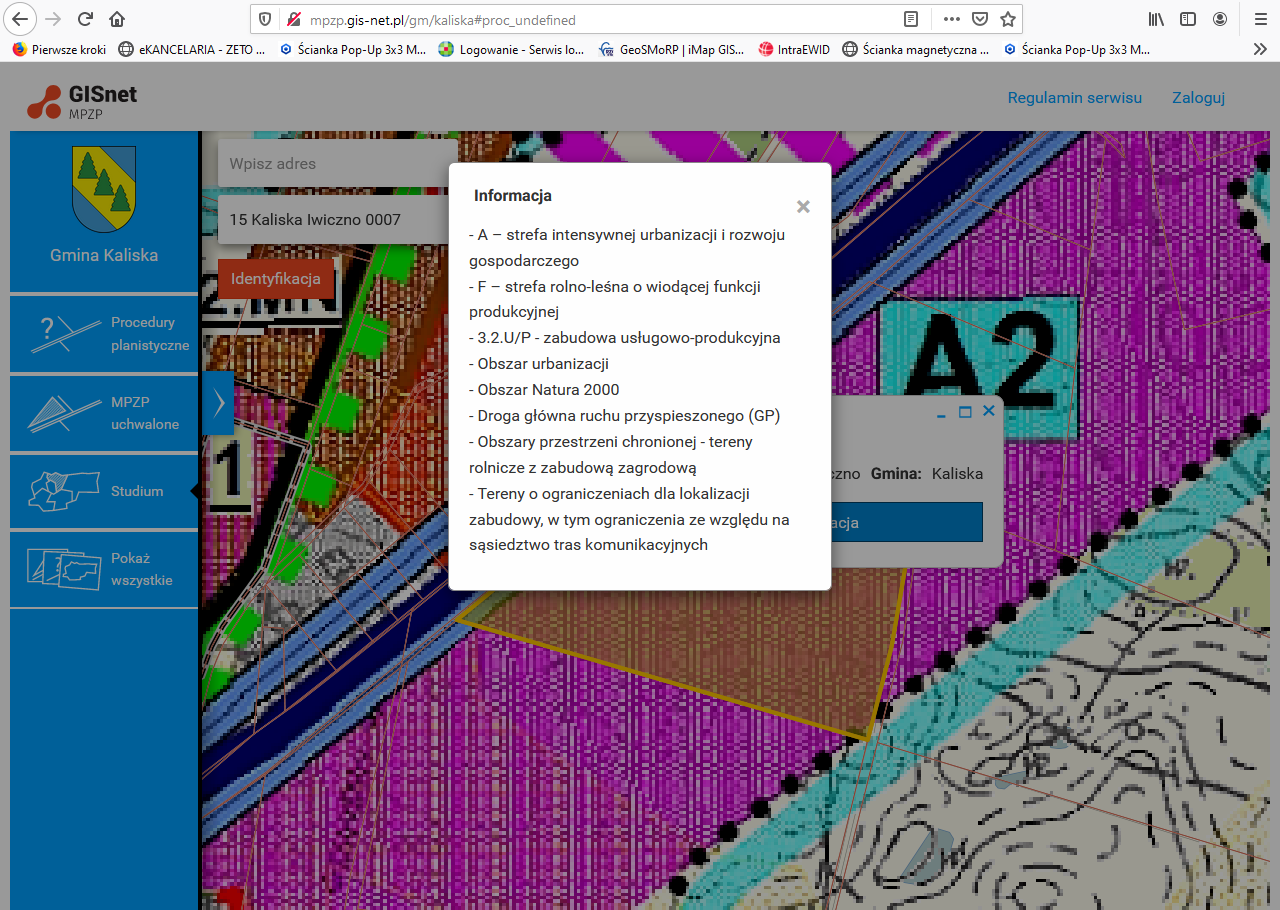 mpzp.gis-net.pl/gm/kaliska#proc_undefined
Pierwsze kroki
eKANCELARIA - ZETO ...
Ścianka Pop-Up 3x3 M...
Logowanie - Serwis lo...
GeoSMoRP | iMap GIS...
IntraEWID
Ścianka magnetyczna ...
Ścianka Pop-Up 3x3 M...
GISnet
MPZP
Regulamin serwisu
Zaloguj
Gmina Kaliska
Procedury
planistyczne
MPZP
uchwalone
Studium
Pokaż
wszystkie
Wpisz adres
15 Kaliska Iwiczno 0007
Identyfikacja
Informacja
- A – strefa intensywnej urbanizacji i rozwoju
gospodarczego
- F – strefa rolno-leśna o wiodącej funkcji
produkcyjnej
- 3.2.U/P - zabudowa usługowo-produkcyjna
- Obszar urbanizacji
- Obszar Natura 2000
- Droga główna ruchu przyspieszonego (GP)
- Obszary przestrzeni chronionej - tereny
rolnicze z zabudową zagrodową
- Tereny o ograniczeniach dla lokalizacji
zabudowy, w tym ograniczenia ze względu na
sąsiedztwo tras komunikacyjnych
czno Gmina: Kaliska
acja
A2
1